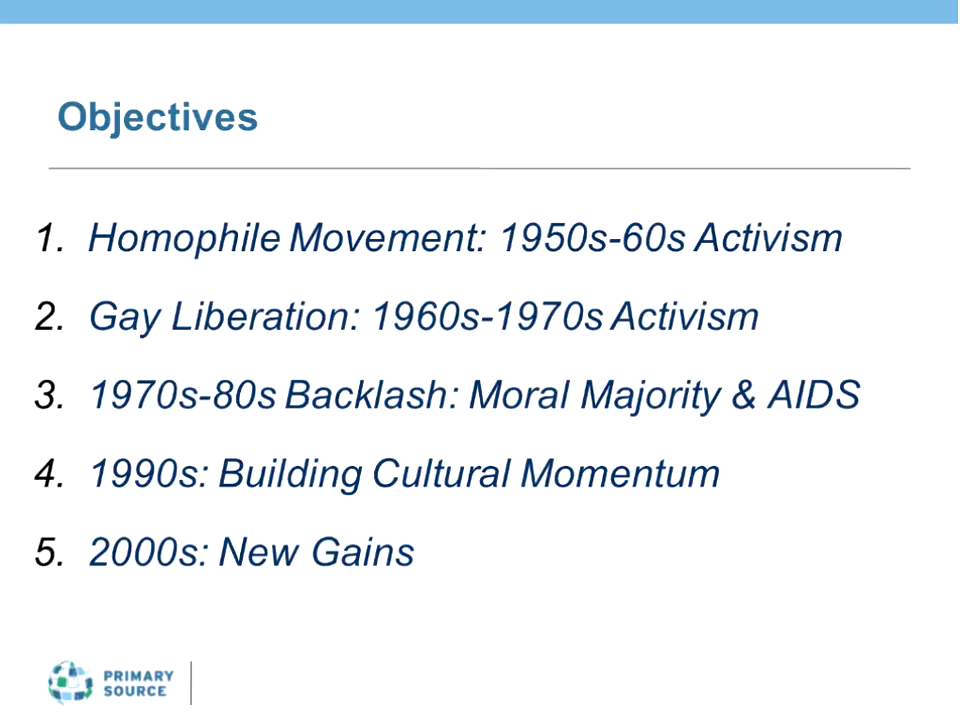 Objectives
1. Homophile Movement: 1950s-60s Activism
2. Gay Liberation: 1960s-1970s Activism
3. 1970s-80s Backlash: Moral Majority & AIDS
4. 1990s: Building Cultural Momentum
5. 2000s: New Gains
PRIMARY
SOURCE